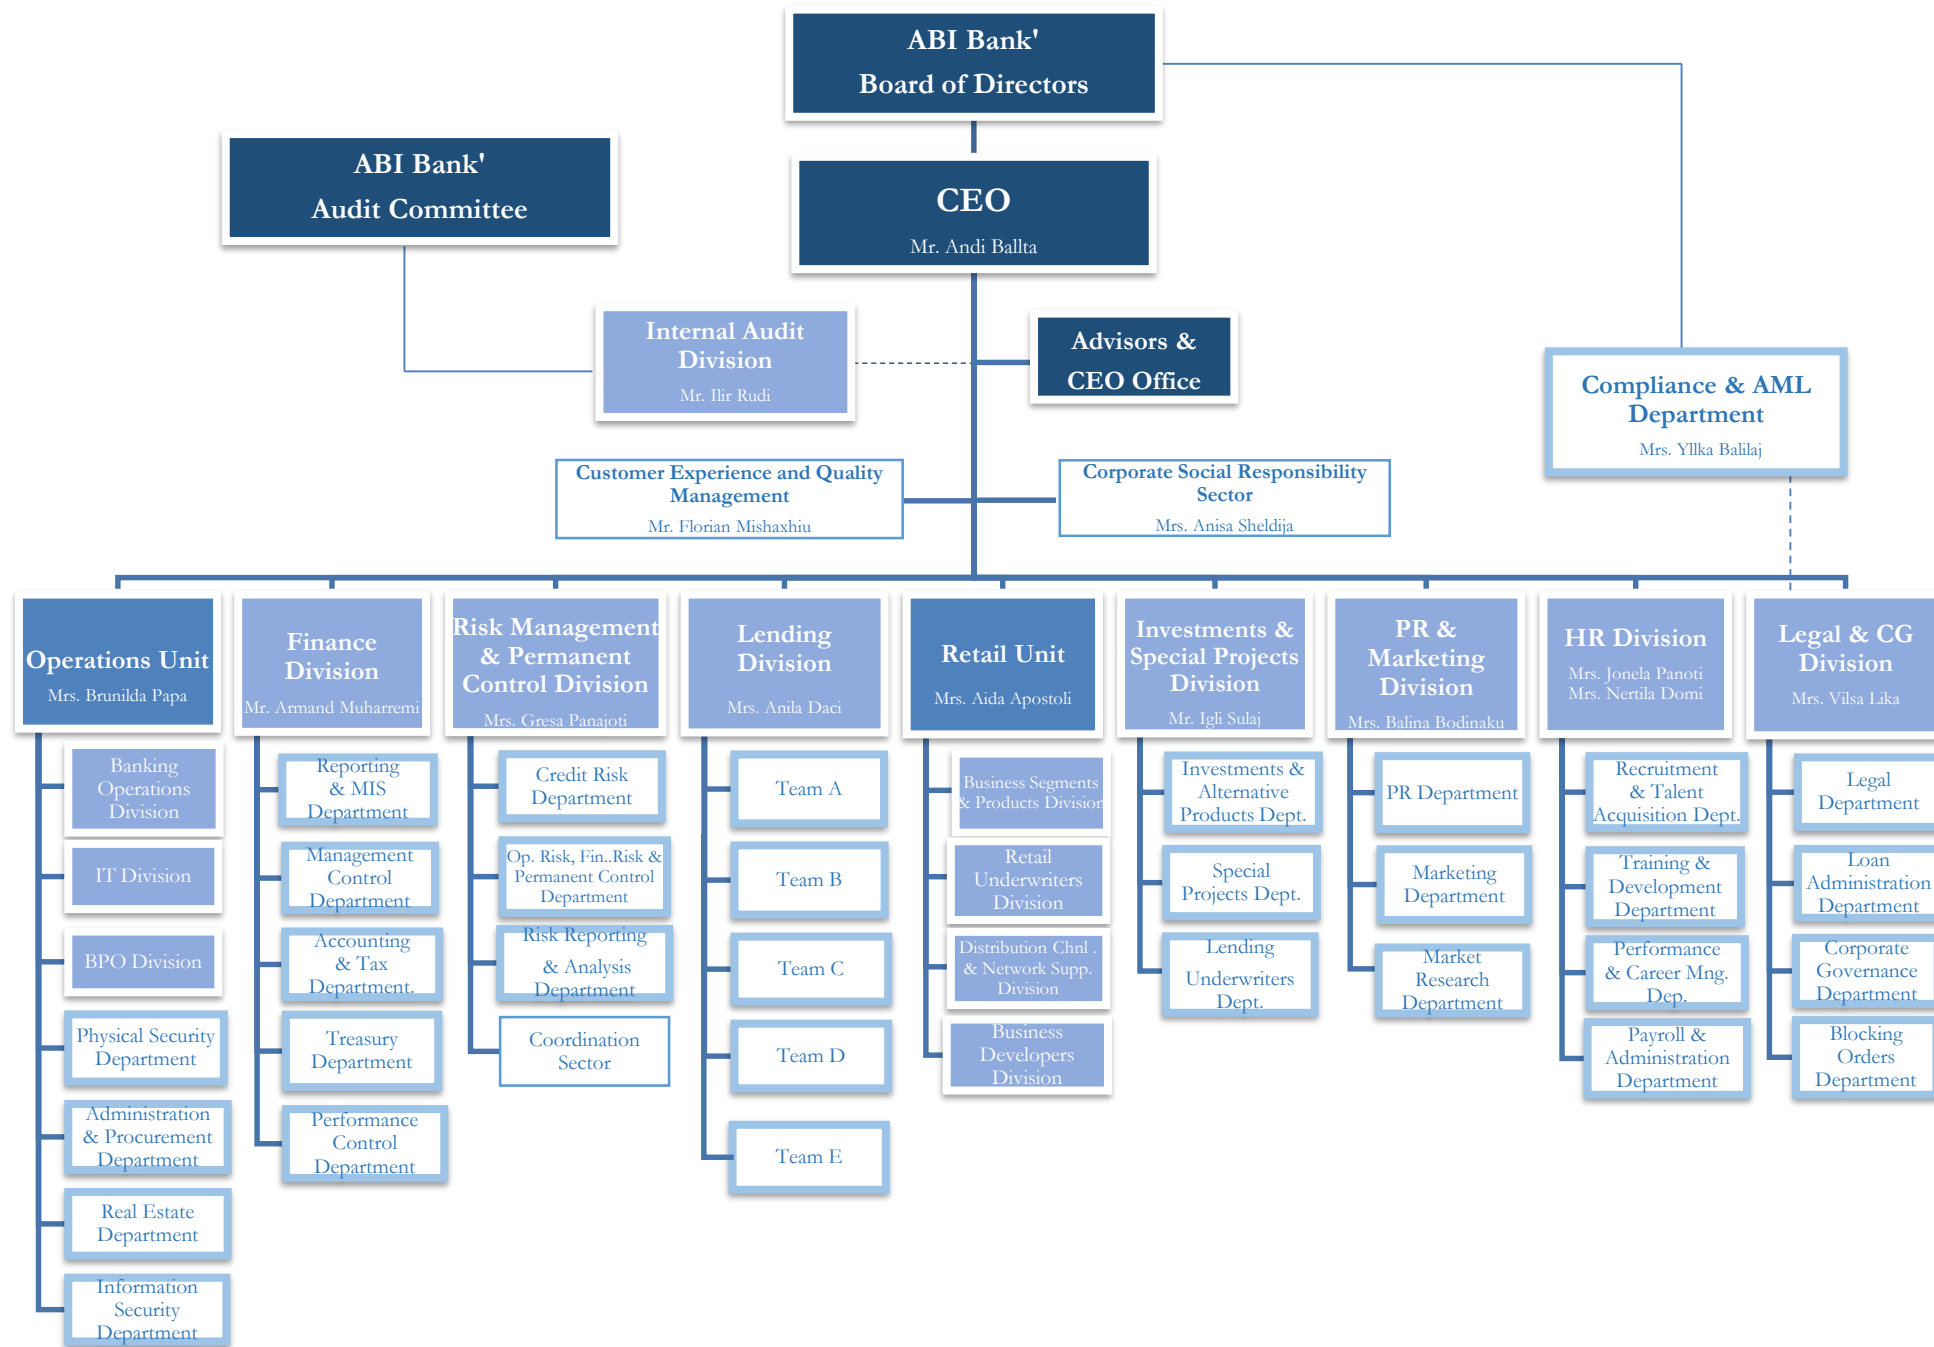 ABI Bank'
Board of Directors
ABI Bank'
Audit Committee
CEO
Mr. Andi Ballta
Internal Audit
Division
Mr. Ilir Rudi
Advisors &
CEO Office
Compliance & AML
Department
Mrs. Yllka Balilaj
Customer Experience and Quality
Management
Mr. Florian Mishaxhiu
Corporate Social Responsibility
Sector
Mrs. Anisa Sheldija
Operations Unit
Mrs. Brunilda Papa
Banking
Operations
Division
IT Division
BPO Division
Physical Security
Department
Administration
& Procurement
Department
Real Estate
Department
Information
Security
Department
Finance
Division
Mr. Armand Muharremi
Reporting
& MIS
Department
Management
Control
Department
Accounting
& Tax
Department.
Treasury
Department
Performance
Control
Department
Risk Management
& Permanent
Control Division
Mrs. Gresa Panajoti
Credit Risk
Department
Op. Risk, Fin..Risk &
Permanent Control
Department
Risk Reporting
& Analysis
Department
Coordination
Sector
Lending
Division
Mrs. Anila Daci
Team A
Team B
Team C
Team D
Team E
Retail Unit
Mrs. Aida Apostoli
Business Segments
& Products Division
Retail
Underwriters
Division
Distribution Chnl .
& Network Supp.
Division
Business
Developers
Division
Investments &
Special Projects
Division
Mr. Igli Sulaj
Investments &
Alternative
Products Dept.
Special
Projects Dept.
Lending
Underwriters
Dept.
PR &
Marketing
Division
Mrs. Balina Bodinaku
PR Department
Marketing
Department
Market
Research
Department
HR Division
Mrs. Jonela Panoti
Mrs. Nertila Domi
Recruitment
& Talent
Acquisition Dept.
Training &
Development
Department
Performance
& Career Mng.
Dep.
Payroll &
Administration
Department
Legal & CG
Division
Mrs. Vilsa Lika
Legal
Department
Loan
Administration
Department
Corporate
Governance
Department
Blocking
Orders
Department